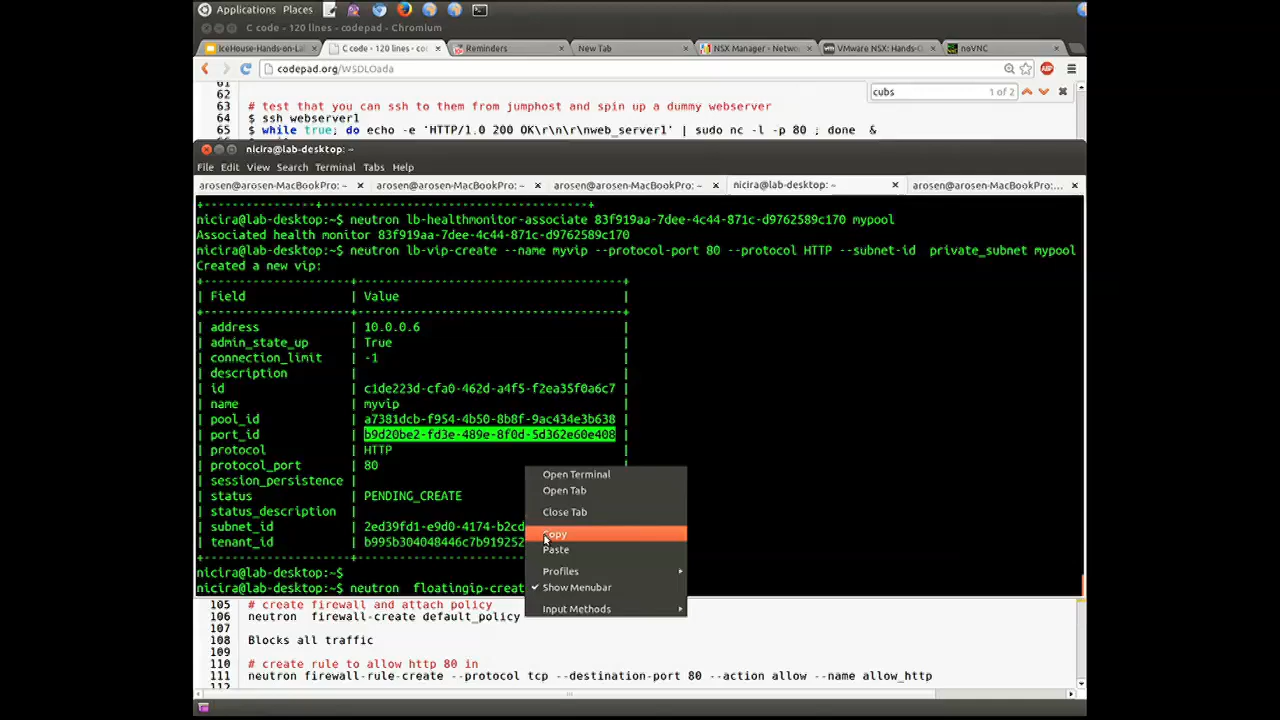 Applications Places
C code - 120 lines - codepad - Chromium
IceHouse-Hands-on-La
C code - 120 lines - co
Reminders
New Tab
NSX Manager - Netwo
VMware NSX: Hands-O
noVNC
codepad.org/WSDLOada
cubs 1 of 2
61
62
63 # test that you can ssh to them from jumphost and spin up a dummy webserver
64 $ ssh webserver1
65 $ while true; do echo -e 'HTTP/1.0 200 OK\r\n\r\nweb_server1' | sudo nc -l -p 80 ; done &
nicira@lab-desktop: ~
File Edit View Search Terminal Tabs Help
arosen@arosen-MacBookPro: ~ arosen@arosen-MacBookPro: ~ arosen@arosen-MacBookPro: ~ nicira@lab-desktop: ~ arosen@arosen-MacBookPro:...
nicira@lab-desktop:~$ neutron lb-healthmonitor-associate 83f919aa-7dee-4c44-871c-d9762589c170 mypool
Associated health monitor 83f919aa-7dee-4c44-871c-d9762589c170
nicira@lab-desktop:~$ neutron lb-vip-create --name myvip --protocol-port 80 --protocol HTTP --subnet-id private_subnet mypool
Created a new vip:
| Field | Value |
| address | 10.0.0.6
| admin_state_up | True
| connection_limit | -1
| description |
| id | c1de223d-cfa0-462d-a4f5-f2ea35f0a6c7 |
| name | myvip
| pool_id | a7381dcb-f954-4b50-8b8f-9ac434e3b638 |
| port_id | b9d20be2-fd3e-489e-8f0d-5d362e60e408 |
| protocol | HTTP
| protocol_port | 80
| session_persistence |
| status | PENDING_CREATE
| status_description |
| subnet_id | 2ed39fd1-e9d0-4174-b2cd
| tenant_id | b995b304048446c7b919252
nicira@lab-desktop:~$
nicira@lab-desktop:~$ neutron floatingip-creat
Open Terminal
Open Tab
Close Tab
Copy
Paste
Profiles
Show Menubar
Input Methods
105 # create firewall and attach policy
106 neutron firewall-create default_policy
107
108 Blocks all traffic
109
110 # create rule to allow http 80 in
111 neutron firewall-rule-create --protocol tcp --destination-port 80 --action allow --name allow_http
112